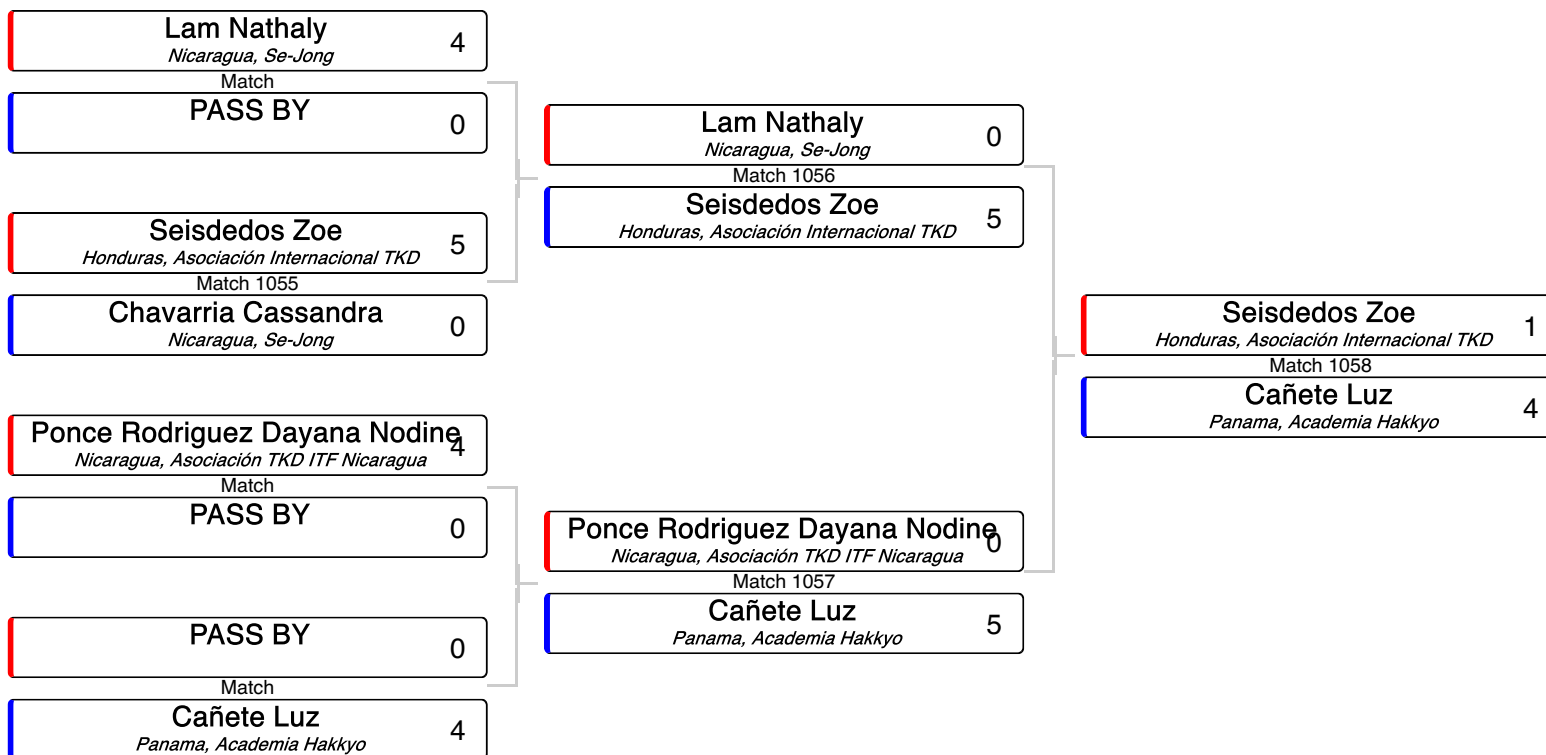 Lam Nathaly
4
Nicaragua, Se-Jong
Match
PASS BY
0
Seisdedos Zoe
5
Honduras, Asociación Internacional TKD
Match 1055
Chavarria Cassandra
0
Nicaragua, Se-Jong
Ponce Rodriguez Dayana Nodine
4
Nicaragua, Asociación TKD ITF Nicaragua
Match
PASS BY
0
PASS BY
0
Match
Cañete Luz
4
Panama, Academia Hakkyo
Lam Nathaly
0
Nicaragua, Se-Jong
Match 1056
Seisdedos Zoe
5
Honduras, Asociación Internacional TKD
Ponce Rodriguez Dayana Nodine
0
Nicaragua, Asociación TKD ITF Nicaragua
Match 1057
Cañete Luz
5
Panama, Academia Hakkyo
Seisdedos Zoe
1
Honduras, Asociación Internacional TKD
Match 1058
Cañete Luz
4
Panama, Academia Hakkyo